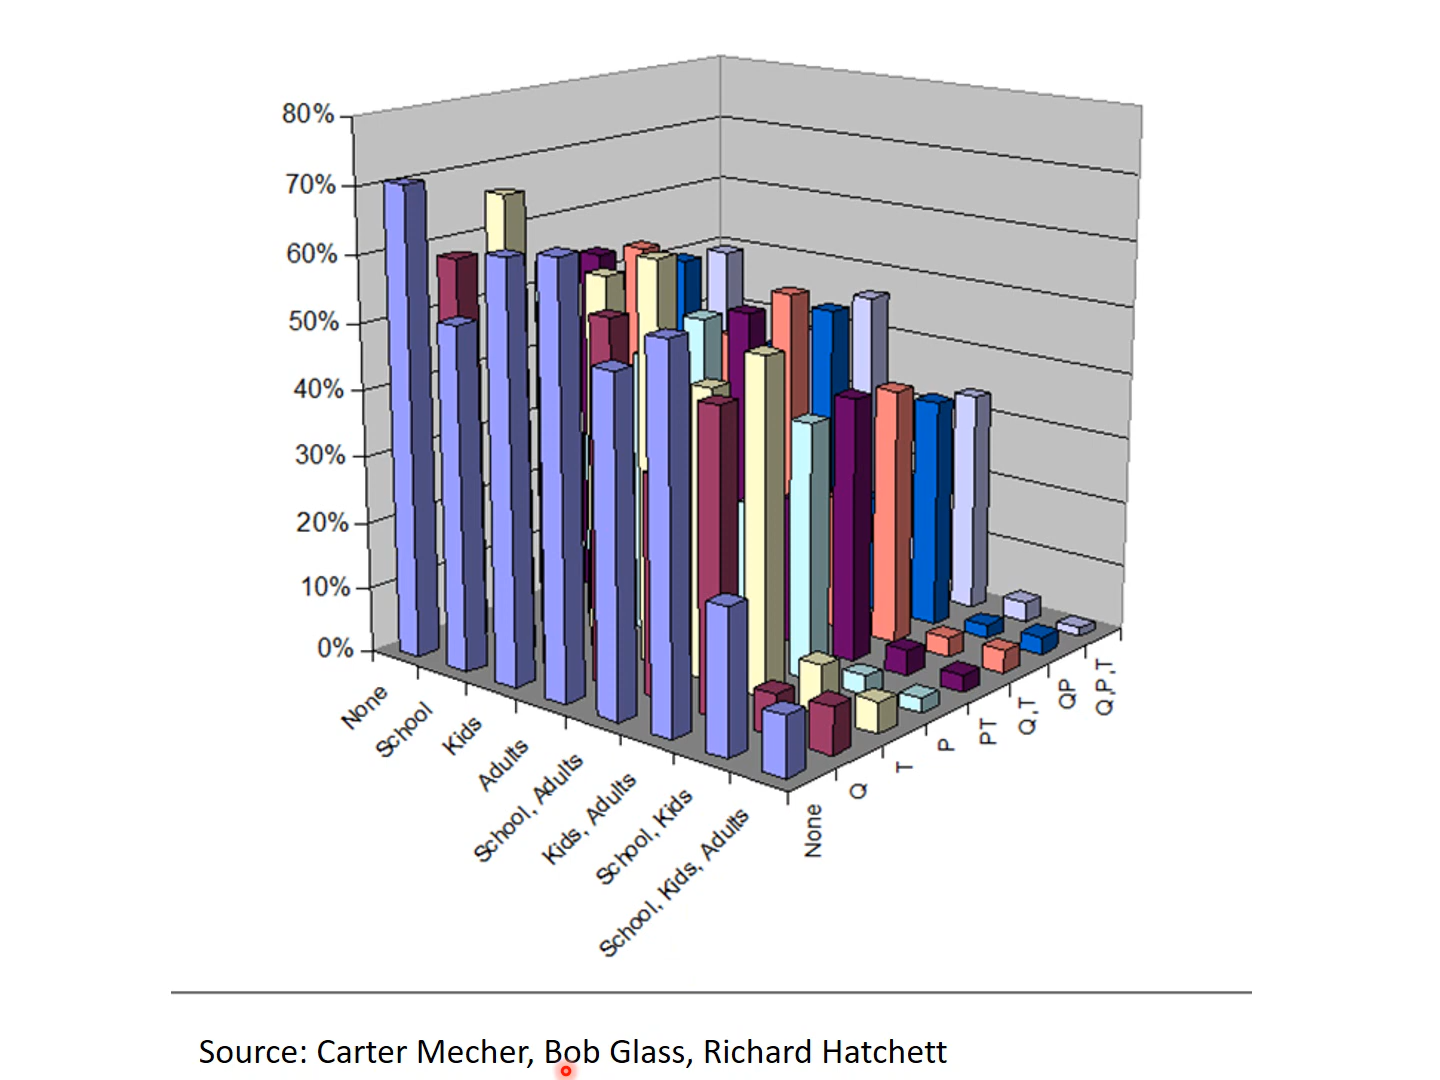 80%
70%
60%
50%
40%
30%
20%
10%
0%
None
School
Kids
Adults
School, Adults
Kids, Adults
School, Kids
School, Kids, Adults
None
Q
T
P
PT
Q,T
QP
Q,P,T
Source: Carter Mecher, Bob Glass, Richard Hatchett